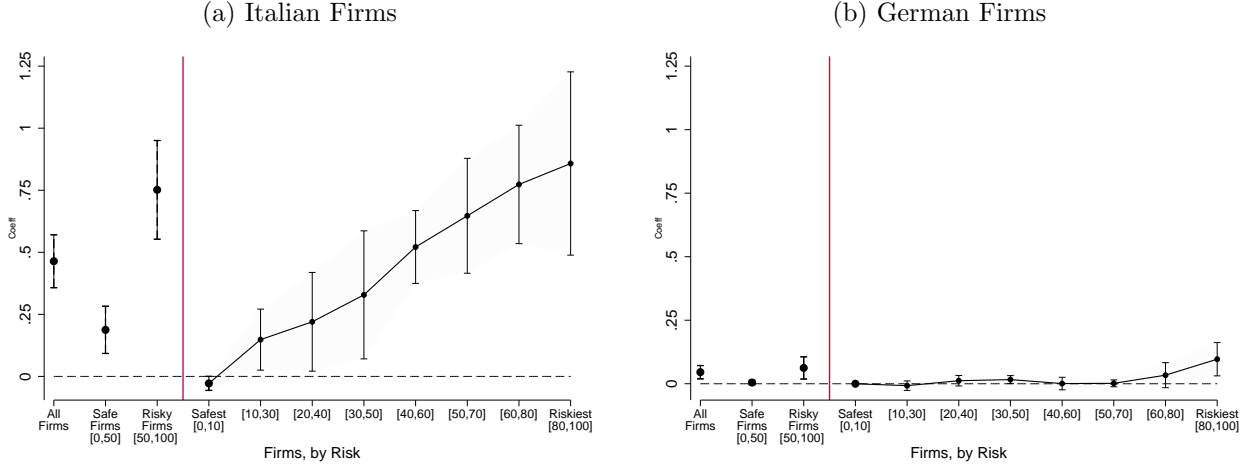 (a) Italian Firms
1.25
1
.75
.5
.25
0
Coeff
All
Firms
Safe
Firms
[0,50]
Risky
Firms
[50,100]
Safest
[0,10]
[10,30]
[20,40]
[30,50]
[40,60]
[50,70]
[60,80]
Riskiest
[80,100]
Firms, by Risk
(b) German Firms
1.25
1
.75
.5
.25
0
Coeff
All
Firms
Safe
Firms
[0,50]
Risky
Firms
[50,100]
Safest
[0,10]
[10,30]
[20,40]
[30,50]
[40,60]
[50,70]
[60,80]
Riskiest
[80,100]
Firms, by Risk